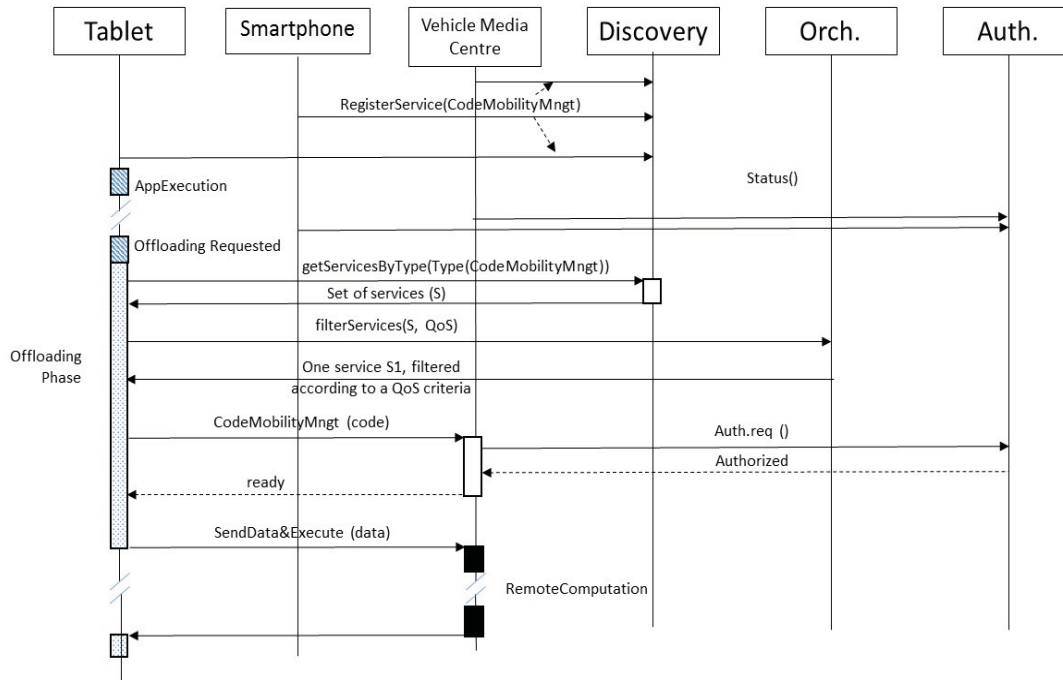 Tablet
Smartphone
Vehicle Media
Centre
Discovery
Orch.
Auth.
RegisterService(CodeMobilityMngt)
AppExecution
Status()
Offloading Requested
getServicesByType(Type(CodeMobilityMngt))
Set of services (S)
filterServices(S, QoS)
Offloading
Phase
One service S1, filtered
according to a QoS criteria
CodeMobilityMngt (code)
Auth.req ()
Authorized
ready
SendData&Execute (data)
RemoteComputation